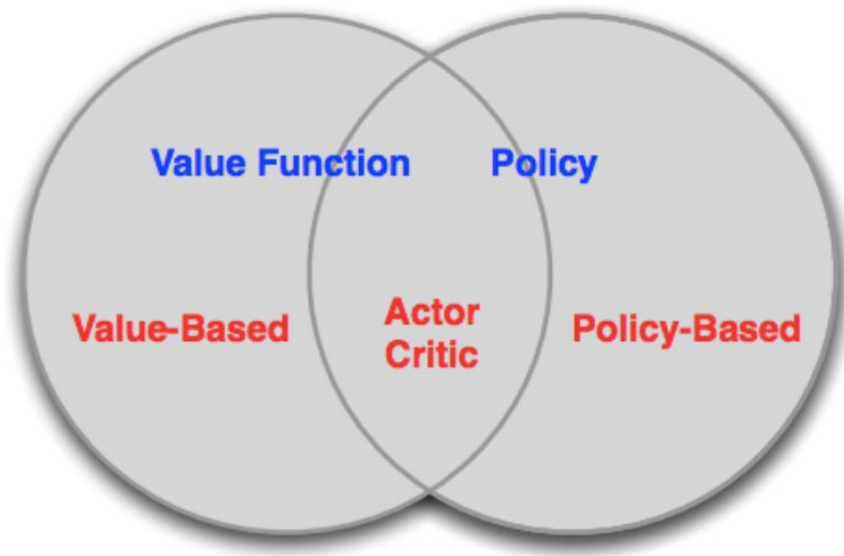 Value Function
Policy
Value-Based
Actor
Critic
Policy-Based